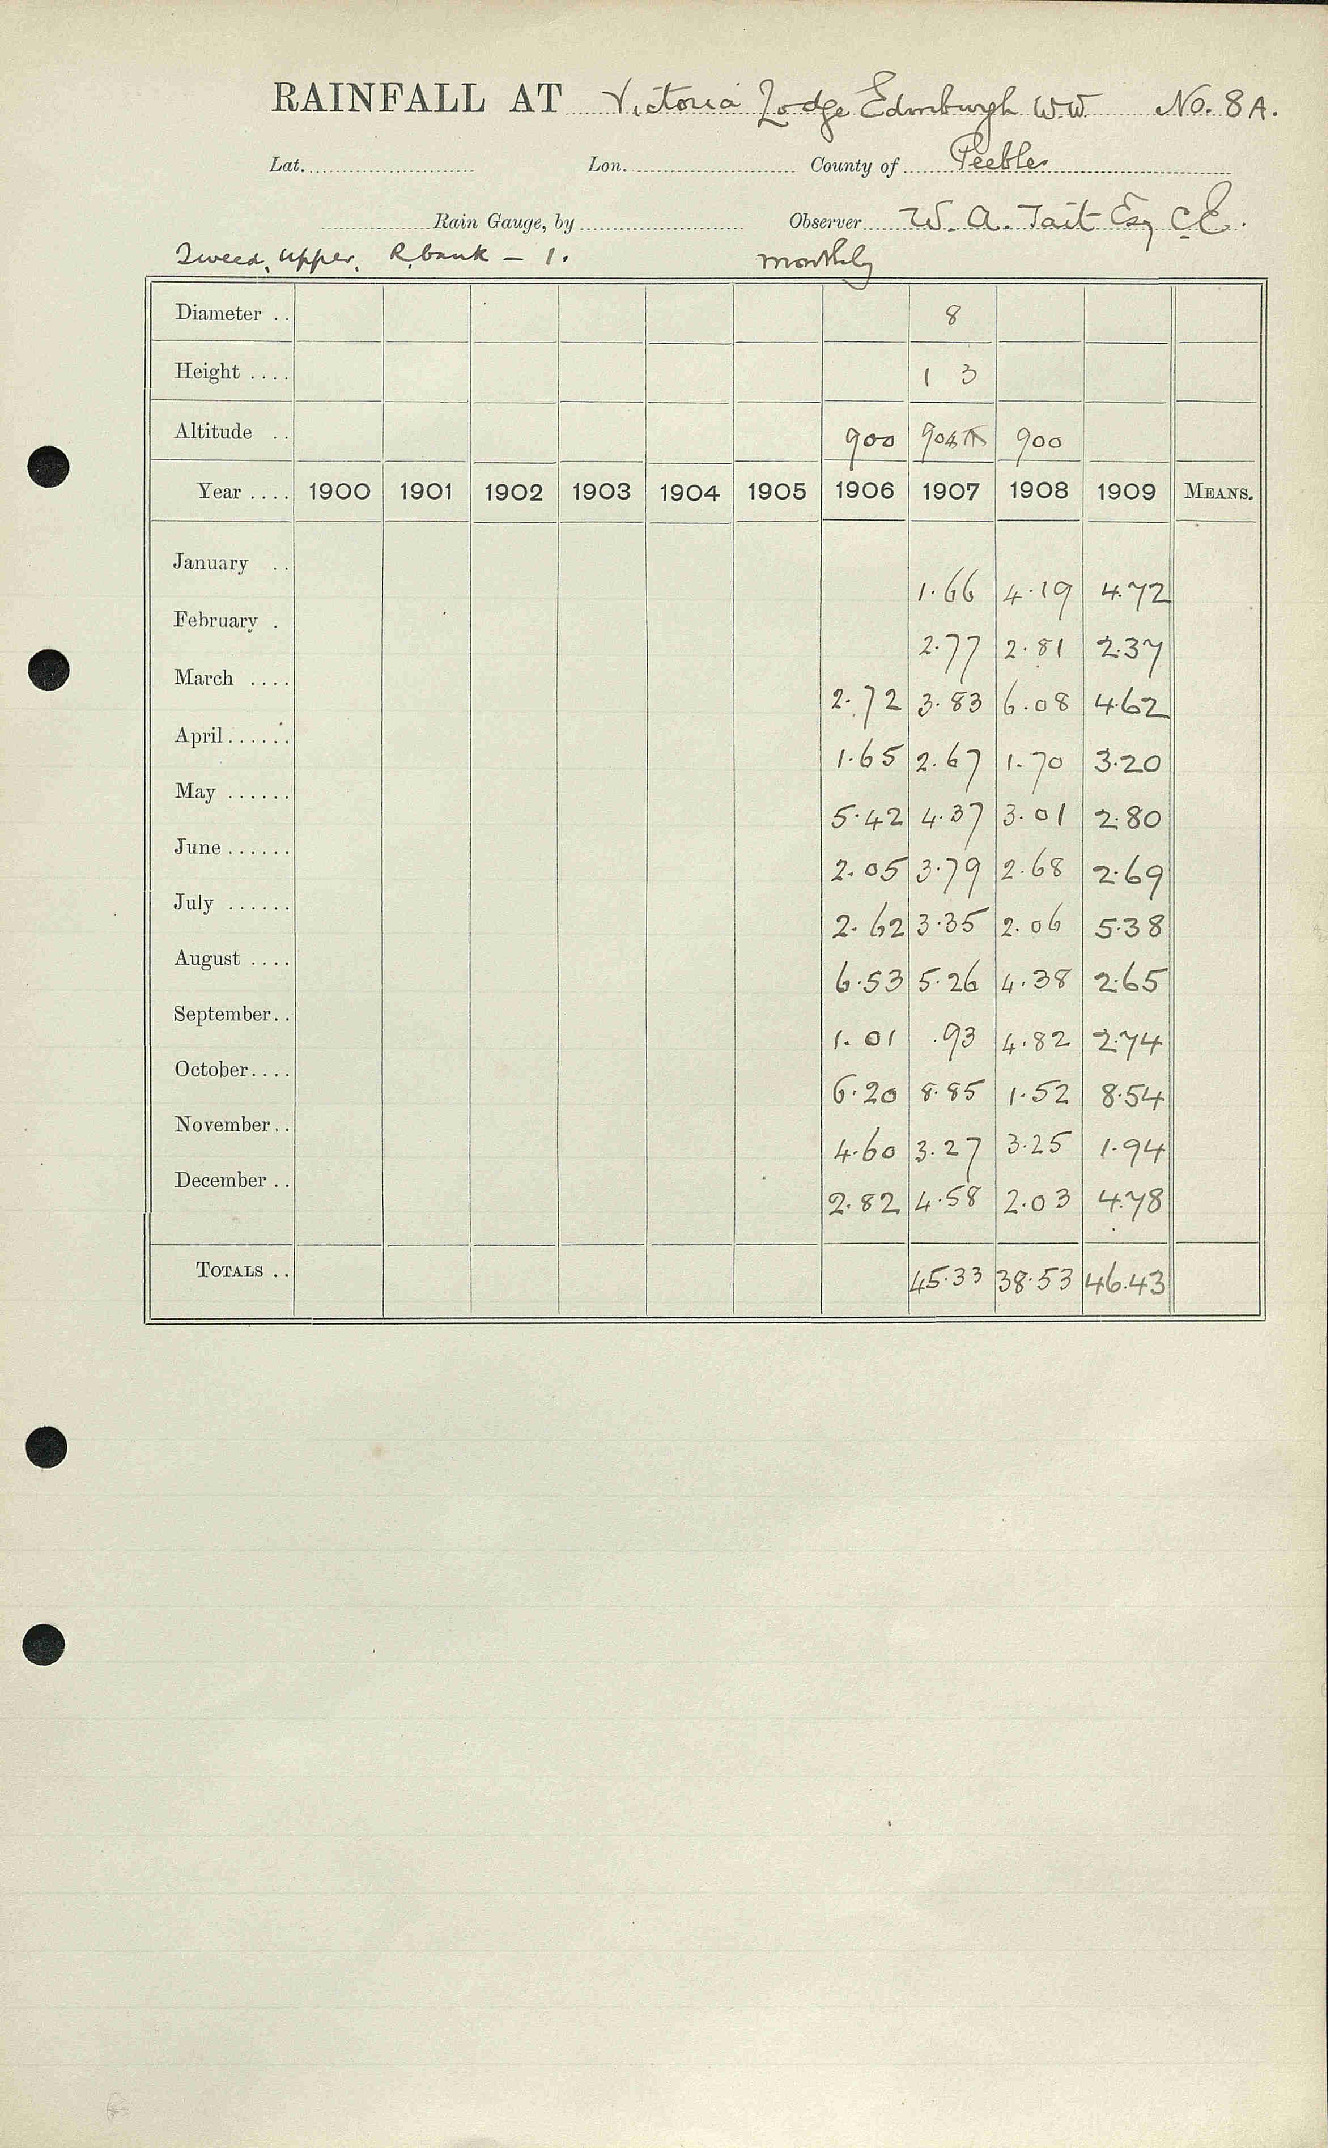 RAINFALL AT Victoria Lodge Edinburgh W.W. No. 8A.
Lat. Lon. County of Peebles
Rain Gauge, by Observer W. A. Tait Esq C.E.
Tweed, upper, R. bank – 1. monthly
Diameter .. 8
Height .... 1 3
Altitude .. 900 900
Year .... 1900 1901 1902 1903 1904 1905 1906 1907 1908 1909 MEANS.
January .. 1.66 4.19 4.72
February . 2.77 2.81 2.37
March .... 2.72 3.83 6.08 4.62
April...... 1.65 2.67 1.70 3.20
May ...... 5.42 4.37 3.01 2.80
June ...... 2.05 3.79 2.68 2.69
July ...... 2.62 3.35 2.06 5.38
August .... 6.53 5.26 4.38 2.65
September.. 1.01 .93 4.82 2.74
October.... 6.20 8.85 1.52 8.54
November.. 4.60 3.27 3.25 1.94
December .. 2.82 4.58 2.03 4.78
TOTALS .. 45.33 38.53 46.43